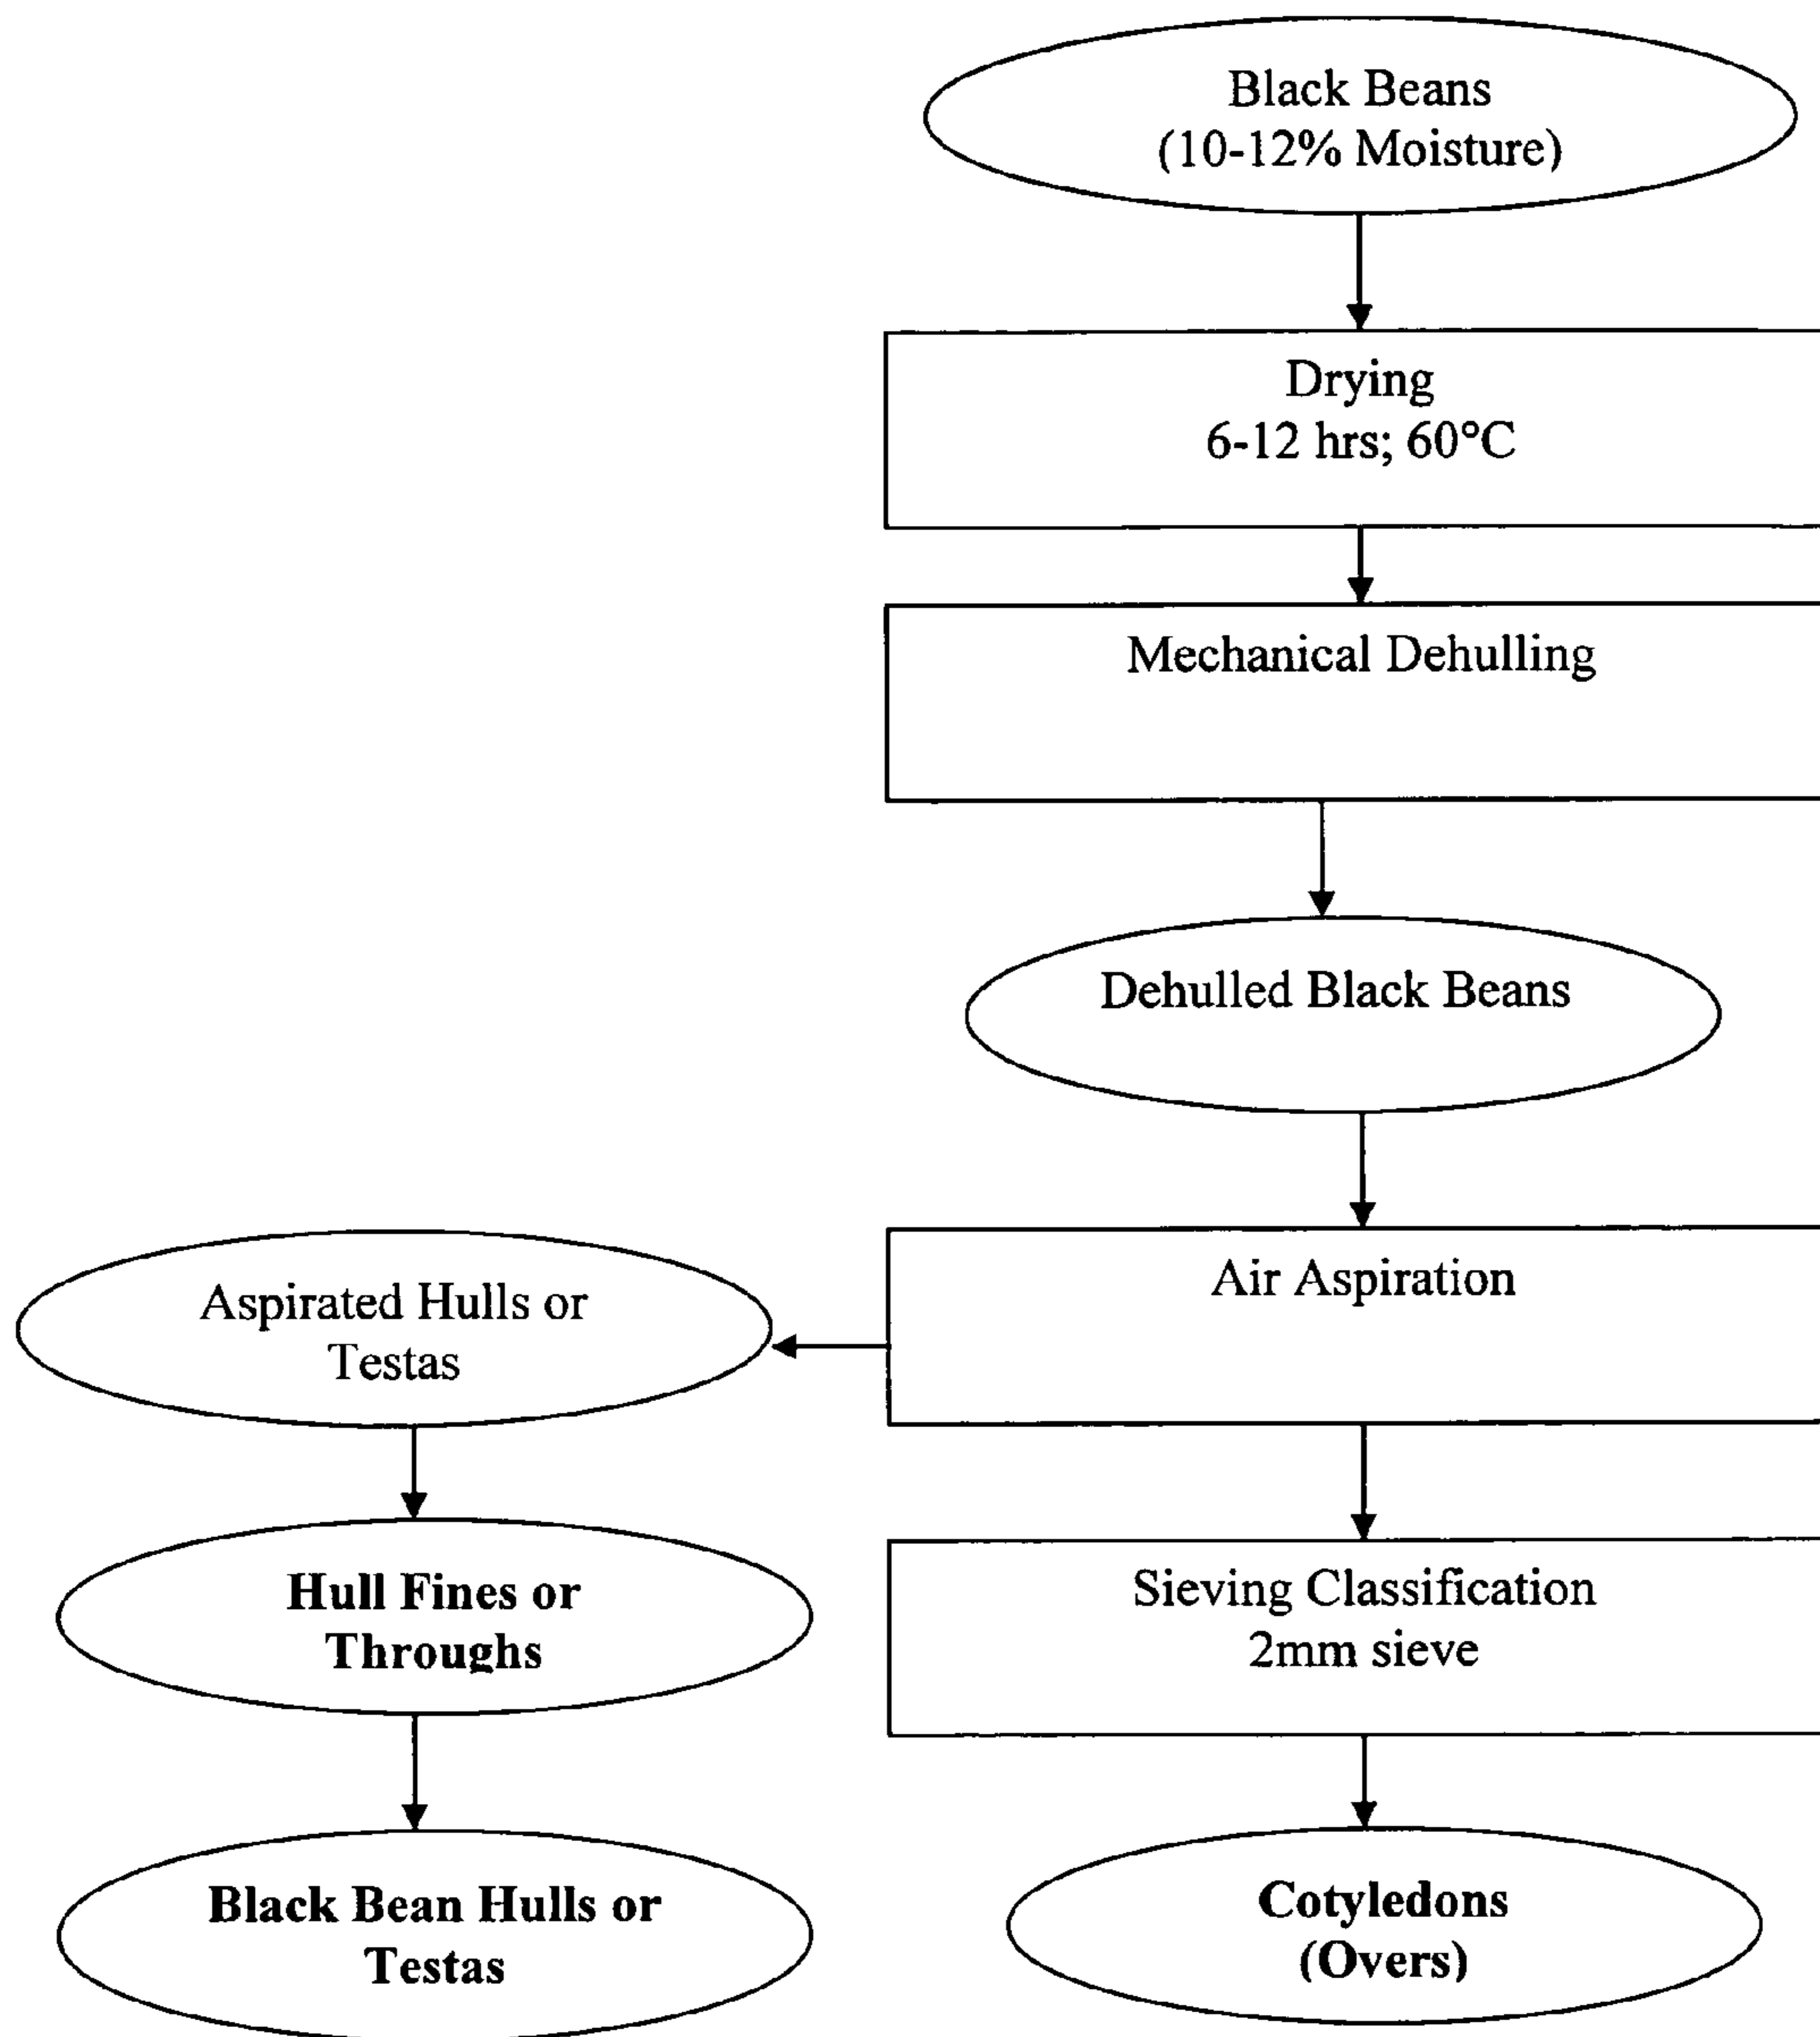 Black Beans
(10-12% Moisture)
Drying
6-12 hrs; 60°C
Mechanical Dehulling
Dehulled Black Beans
Air Aspiration
Aspirated Hulls or
Testas
Hull Fines or
Throughs
Sieving Classification
2mm sieve
Black Bean Hulls or
Testas
Cotyledons
(Overs)